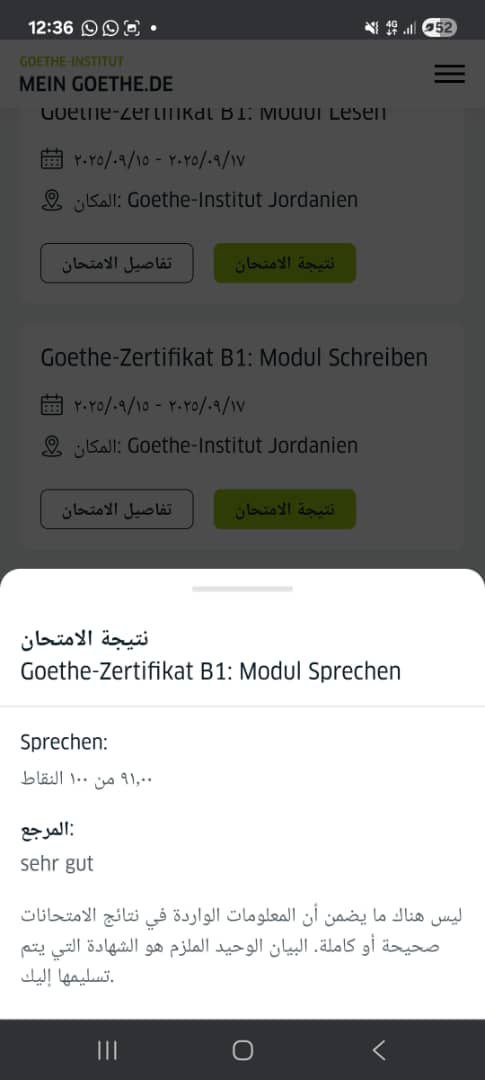 12:36
4G
52
GOETHE-INSTITUT
MEIN GOETHE.DE
Goethe-Zertifikat B1: Modul Lesen
٢٠٢٥/٠٩/١٥ - ٢٠٢٥/٠٩/١٧
المكان: Goethe-Institut Jordanien
تفاصيل الامتحان
نتيجة الامتحان
Goethe-Zertifikat B1: Modul Schreiben
٢٠٢٥/٠٩/١٥ - ٢٠٢٥/٠٩/١٧
المكان: Goethe-Institut Jordanien
تفاصيل الامتحان
نتيجة الامتحان
نتيجة الامتحان
Goethe-Zertifikat B1: Modul Sprechen
Sprechen:
٩١,٠٠ من ١٠٠ النقاط
المرجع:
sehr gut
ليس هناك ما يضمن أن المعلومات الواردة في نتائج الامتحانات
صحيحة أو كاملة. البيان الوحيد الملزم هو الشهادة التي يتم
تسليمها إليك.